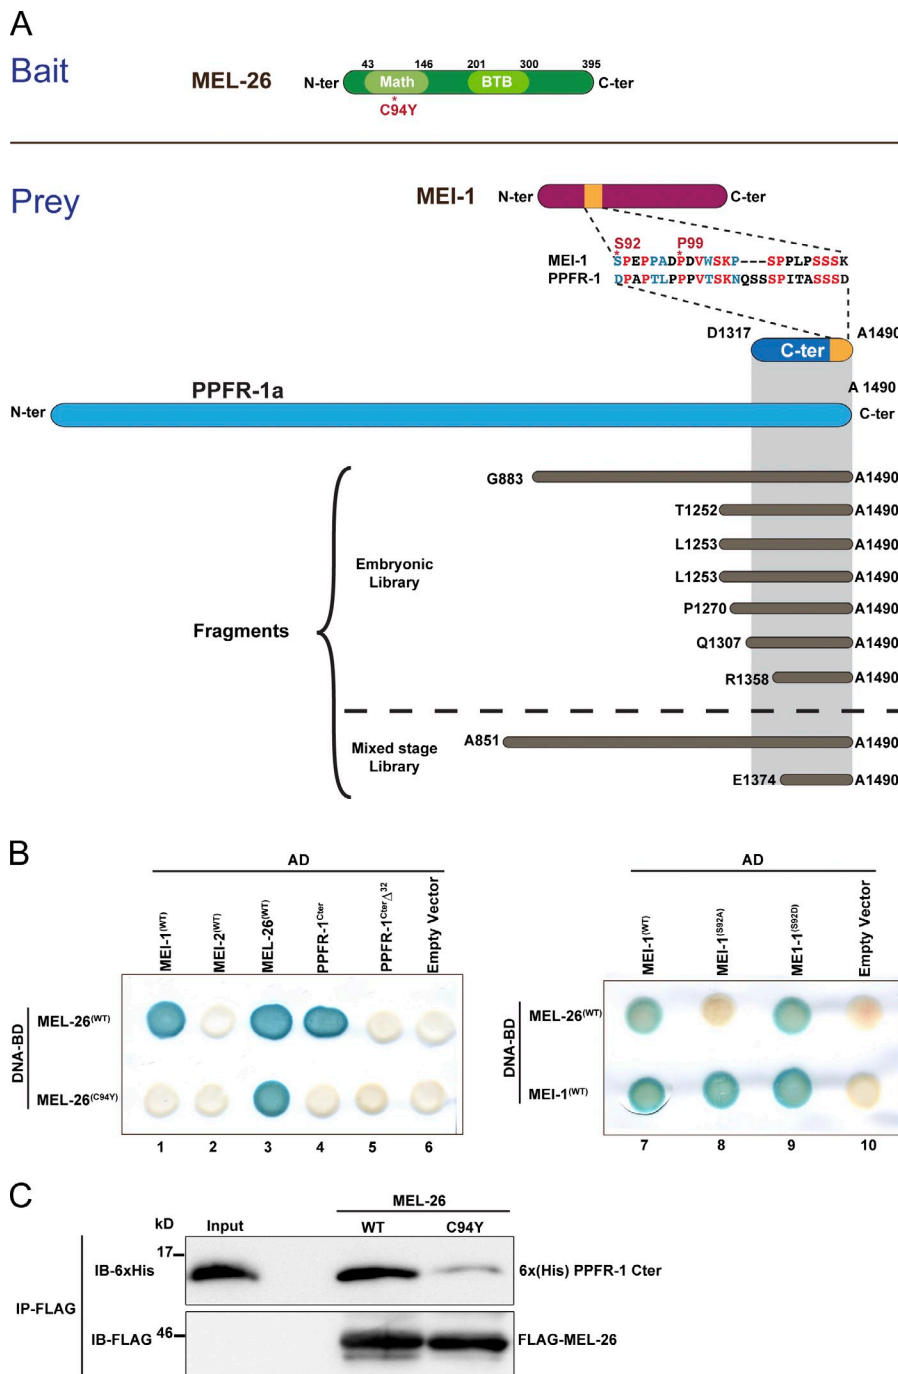 A
Bait
MEL-26
N-ter
43
146
201
300
395
Math
BTB
C-ter
*
C94Y
Prey
MEI-1
N-ter
C-ter
S92
P99
*
*
MEI-1 SPEPPADPDVWSKP---SPPLPSSSK
PPFR-1 QPAPTLPPPVTSKNQSSSPITASSSD
D1317
A1490
C-ter
PPFR-1a
A 1490
N-ter
C-ter
G883
A1490
T1252
A1490
L1253
A1490
L1253
A1490
P1270
A1490
Q1307
A1490
R1358
A1490
Embryonic
Library
Fragments
Mixed stage
Library
A851
A1490
E1374
A1490
B
AD
MEI-1(WT)
MEI-2(WT)
MEL-26(WT)
PPFR-1Cter
PPFR-1Cter△32
Empty Vector
DNA-BD
MEL-26(WT)
MEL-26(C94Y)
1 2 3 4 5 6
AD
MEI-1(WT)
MEI-1(S92A)
ME1-1(S92D)
Empty Vector
DNA-BD
MEL-26(WT)
MEI-1(WT)
7 8 9 10
C
MEL-26
kD
Input
WT
C94Y
17
IB-6xHis
6x(His) PPFR-1 Cter
IP-FLAG
46
IB-FLAG
FLAG-MEL-26